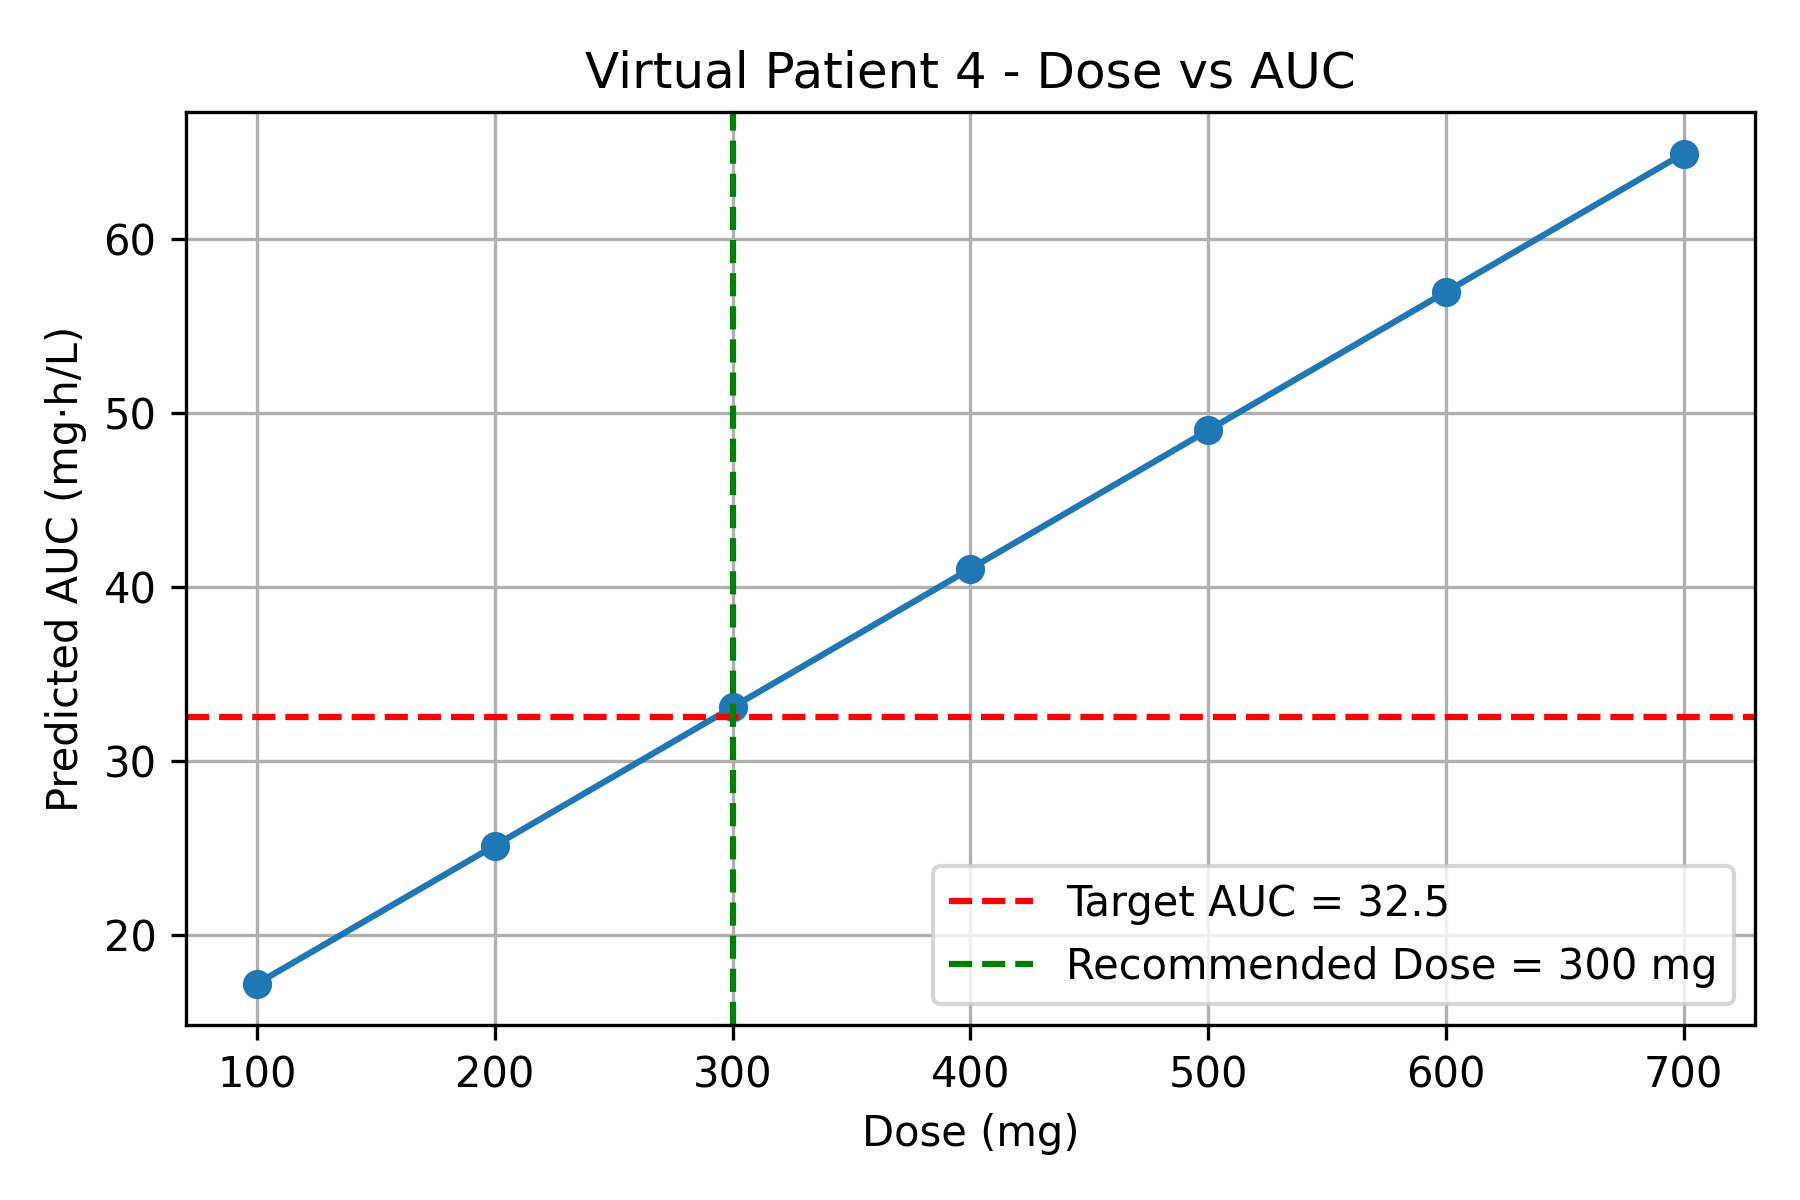 Virtual Patient 4 - Dose vs AUC
Predicted AUC (mg·h/L)
60
50
40
30
20
Target AUC = 32.5
Recommended Dose = 300 mg
100 200 300 400 500 600 700
Dose (mg)